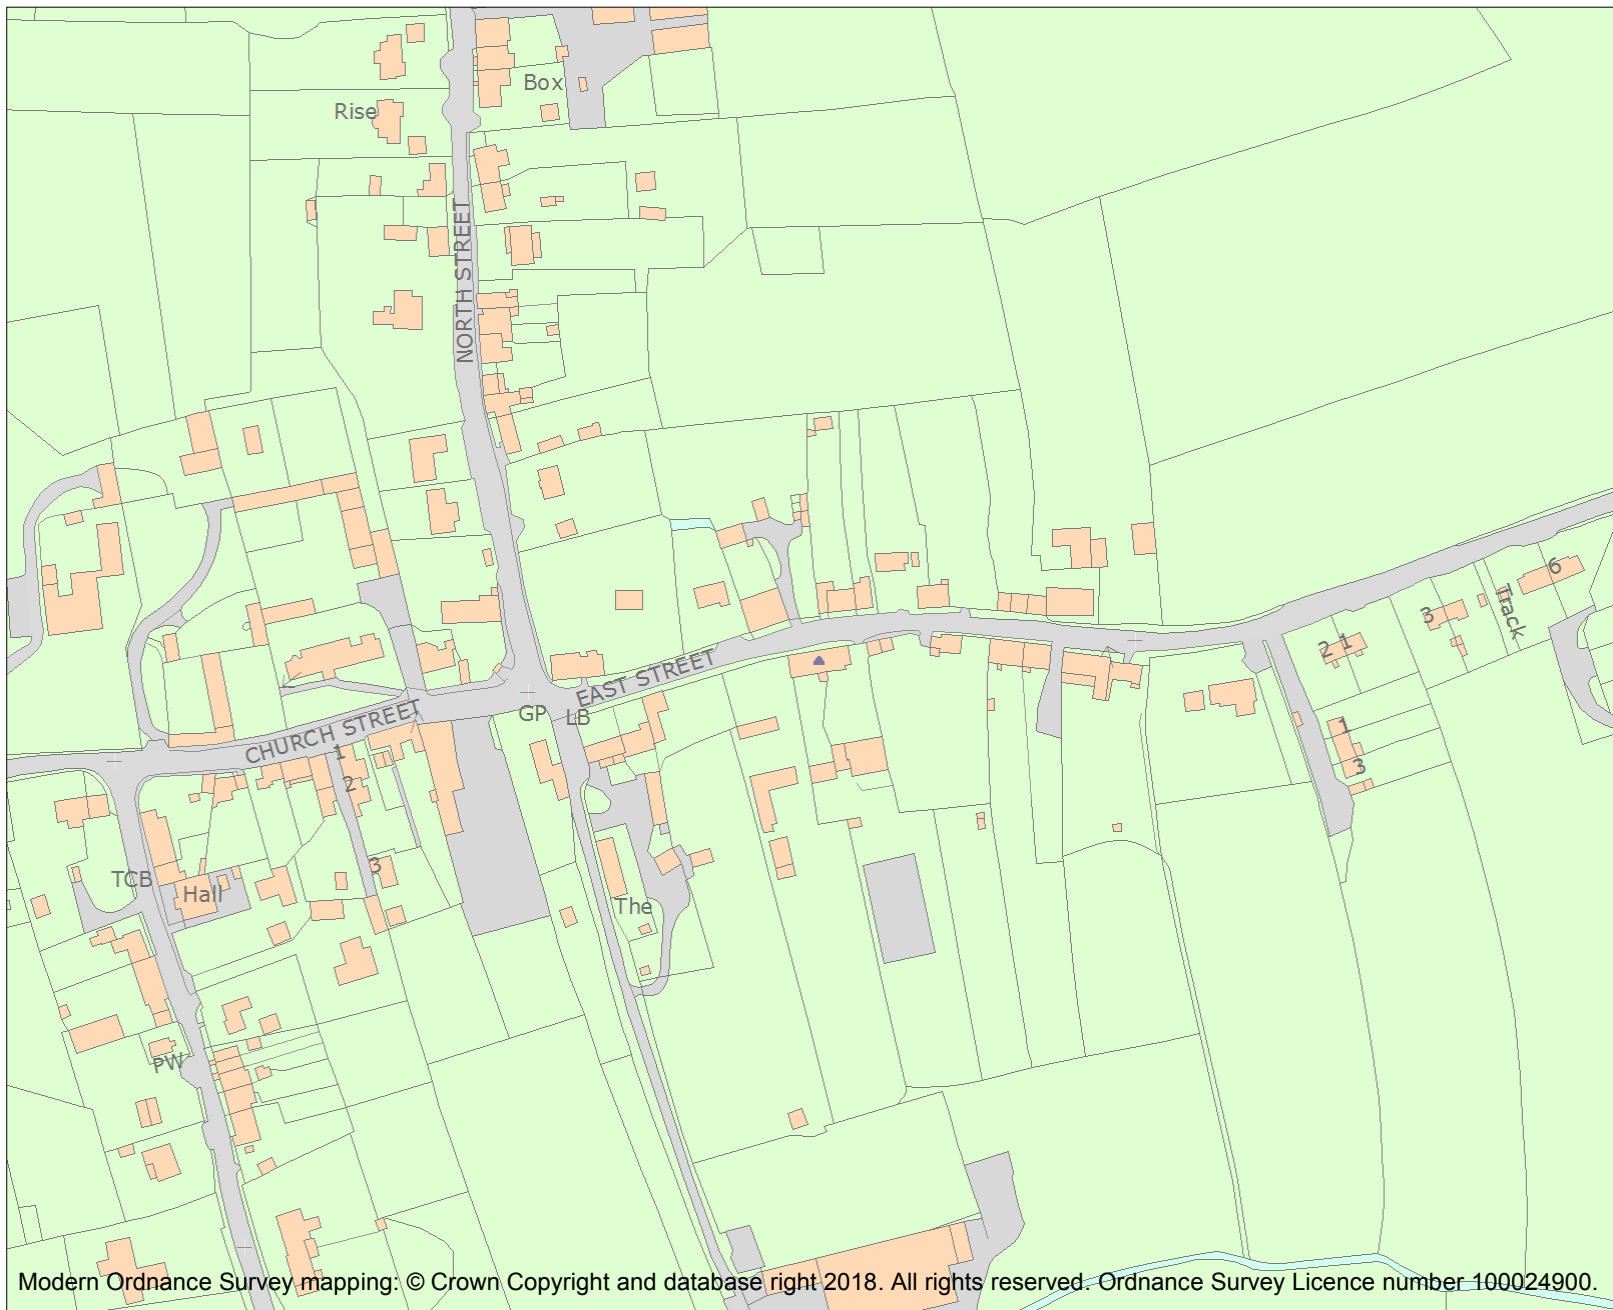 Box
Rise
NORTH STREET
6
Track
3
2 1
EAST STREET
GP
LB
CHURCH STREET
1
2
1
3
3
TCB
Hall
The
PW
Modern Ordnance Survey mapping: © Crown Copyright and database right 2018. All rights reserved. Ordnance Survey Licence number 100024900.